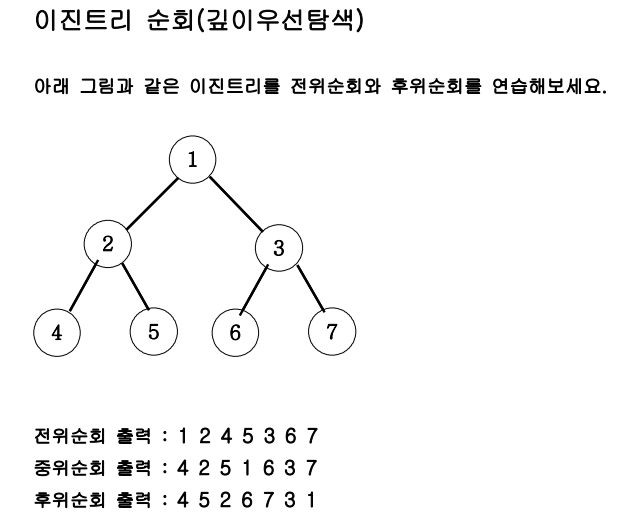 이진트리 순회(깊이우선탐색)
아래 그림과 같은 이진트리를 전위순회와 후위순회를 연습해보세요.
1
2 3
4 5 6 7
전위순회 출력 : 1 2 4 5 3 6 7
중위순회 출력 : 4 2 5 1 6 3 7
후위순회 출력 : 4 5 2 6 7 3 1